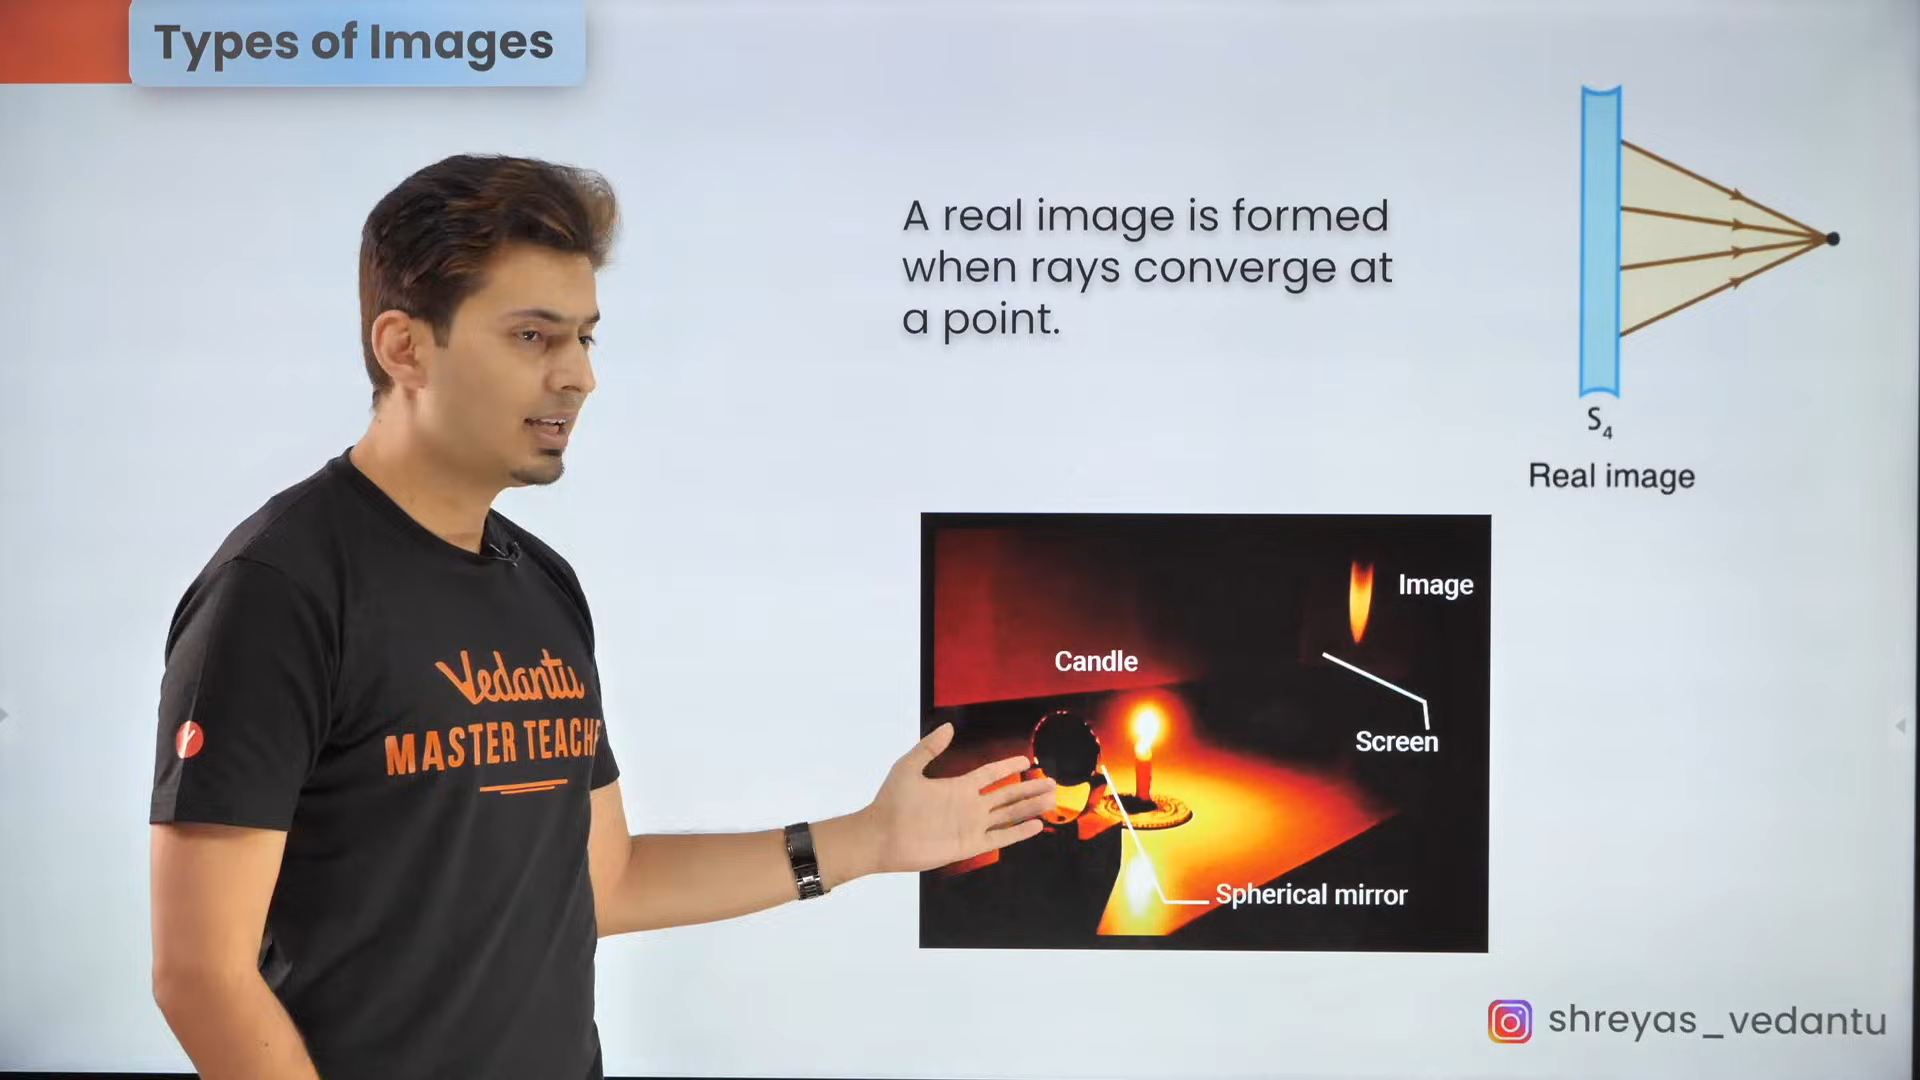 Types of Images
A real image is formed
when rays converge at
a point.
S4
Real image
Image
Candle
Screen
Spherical mirror
Vedantu
MASTER TEACHE
shreyas_vedantu